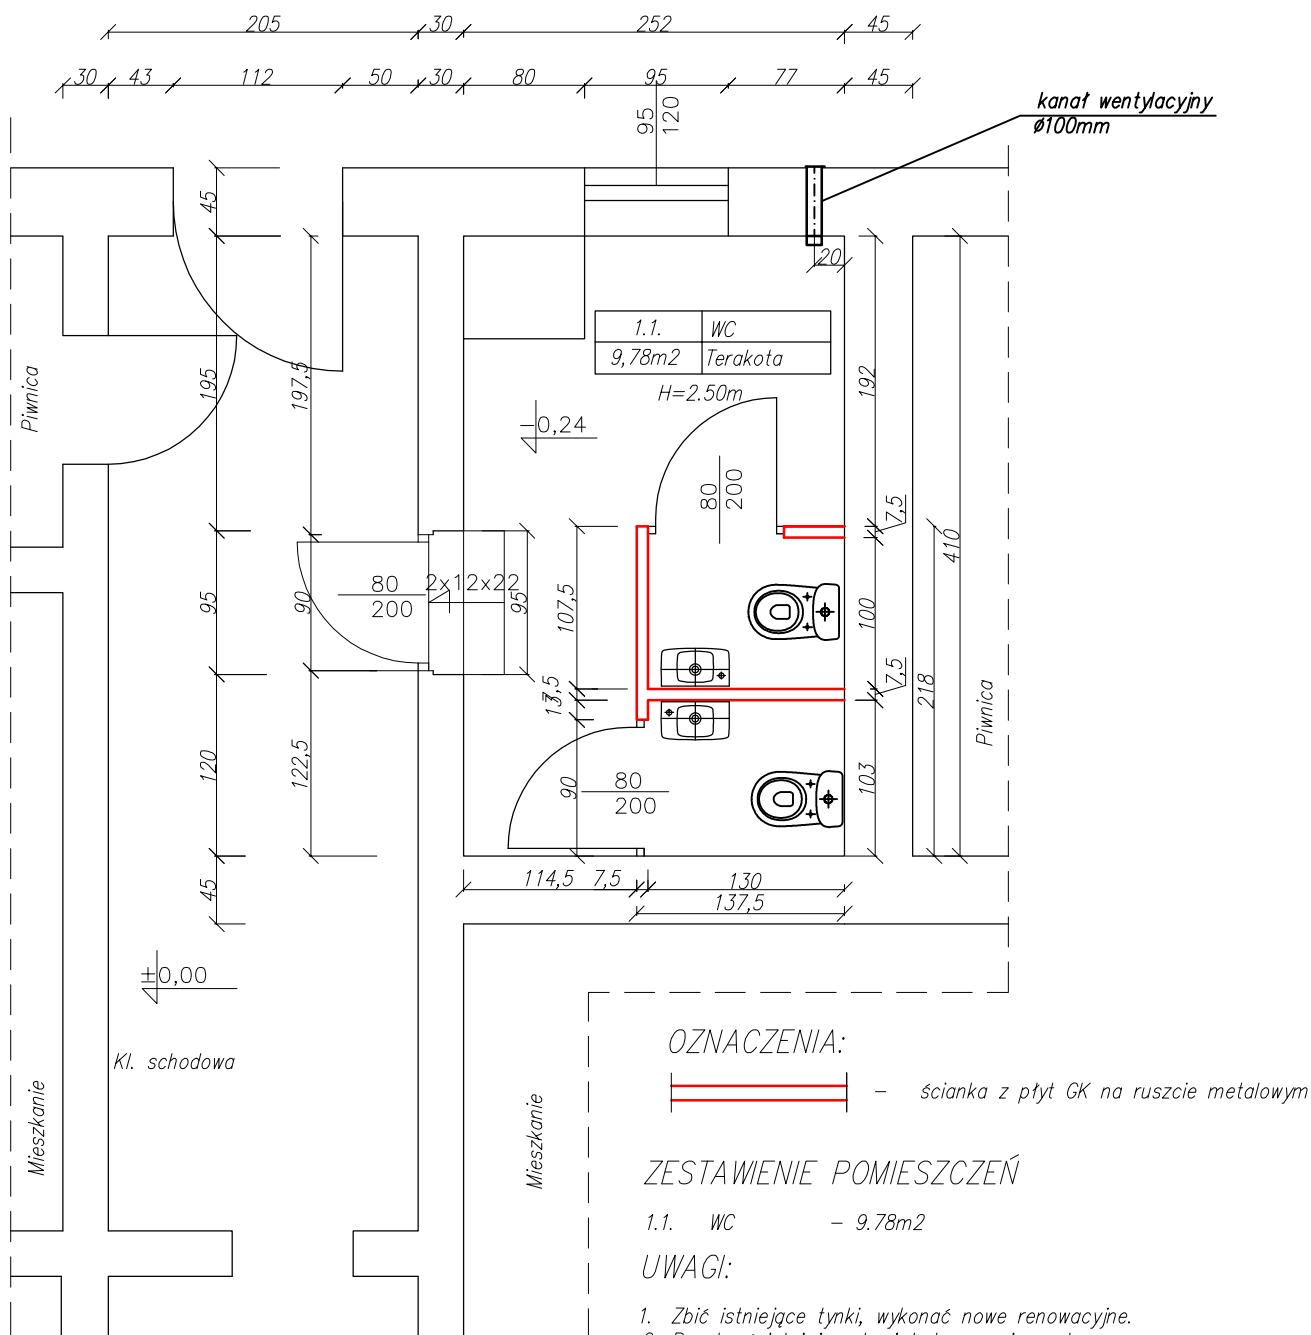 205 30 252 45
30 43 112 50 30 80 95 77 45
95
120
kanał wentylacyjny
ø100mm
45
20
1.1. WC
9,78m2 Terakota
H=2.50m
Piwnica
195
197,5
192
-0,24
80
200
7,5
410
95
90
80
200
2x12x22
95
107,5
100
7,5
13
7,5
218
Piwnica
120
122,5
90
80
200
103
45
114,5 7,5 130
137,5
±0,00
Kl. schodowa
Mieszkanie
Mieszkanie
OZNACZENIA:
- ścianka z płyt GK na ruszcie metalowym
ZESTAWIENIE POMIESZCZEŃ
1.1. WC - 9.78m2
UWAGI:
1. Zbić istniejące tynki, wykonać nowe renowacyjne.